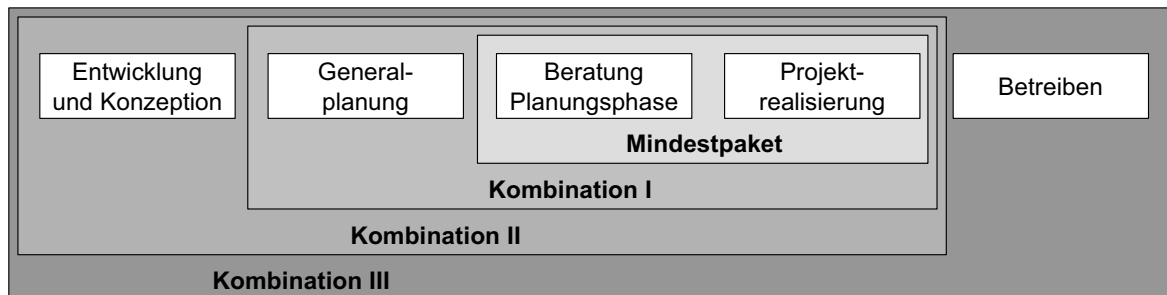 Entwicklung
und Konzeption
General-
planung
Beratung
Planungsphase
Projekt-
realisierung
Betreiben
Mindestpaket
Kombination I
Kombination II
Kombination III